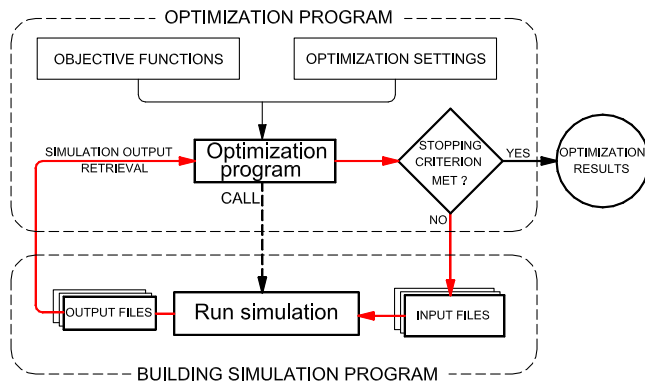 OPTIMIZATION PROGRAM
OBJECTIVE FUNCTIONS
OPTIMIZATION SETTINGS
SIMULATION OUTPUT
RETRIEVAL
Optimization
program
STOPPING
CRITERION
MET ?
YES
OPTIMIZATION
RESULTS
CALL
NO
OUTPUT FILES
Run simulation
INPUT FILES
BUILDING SIMULATION PROGRAM